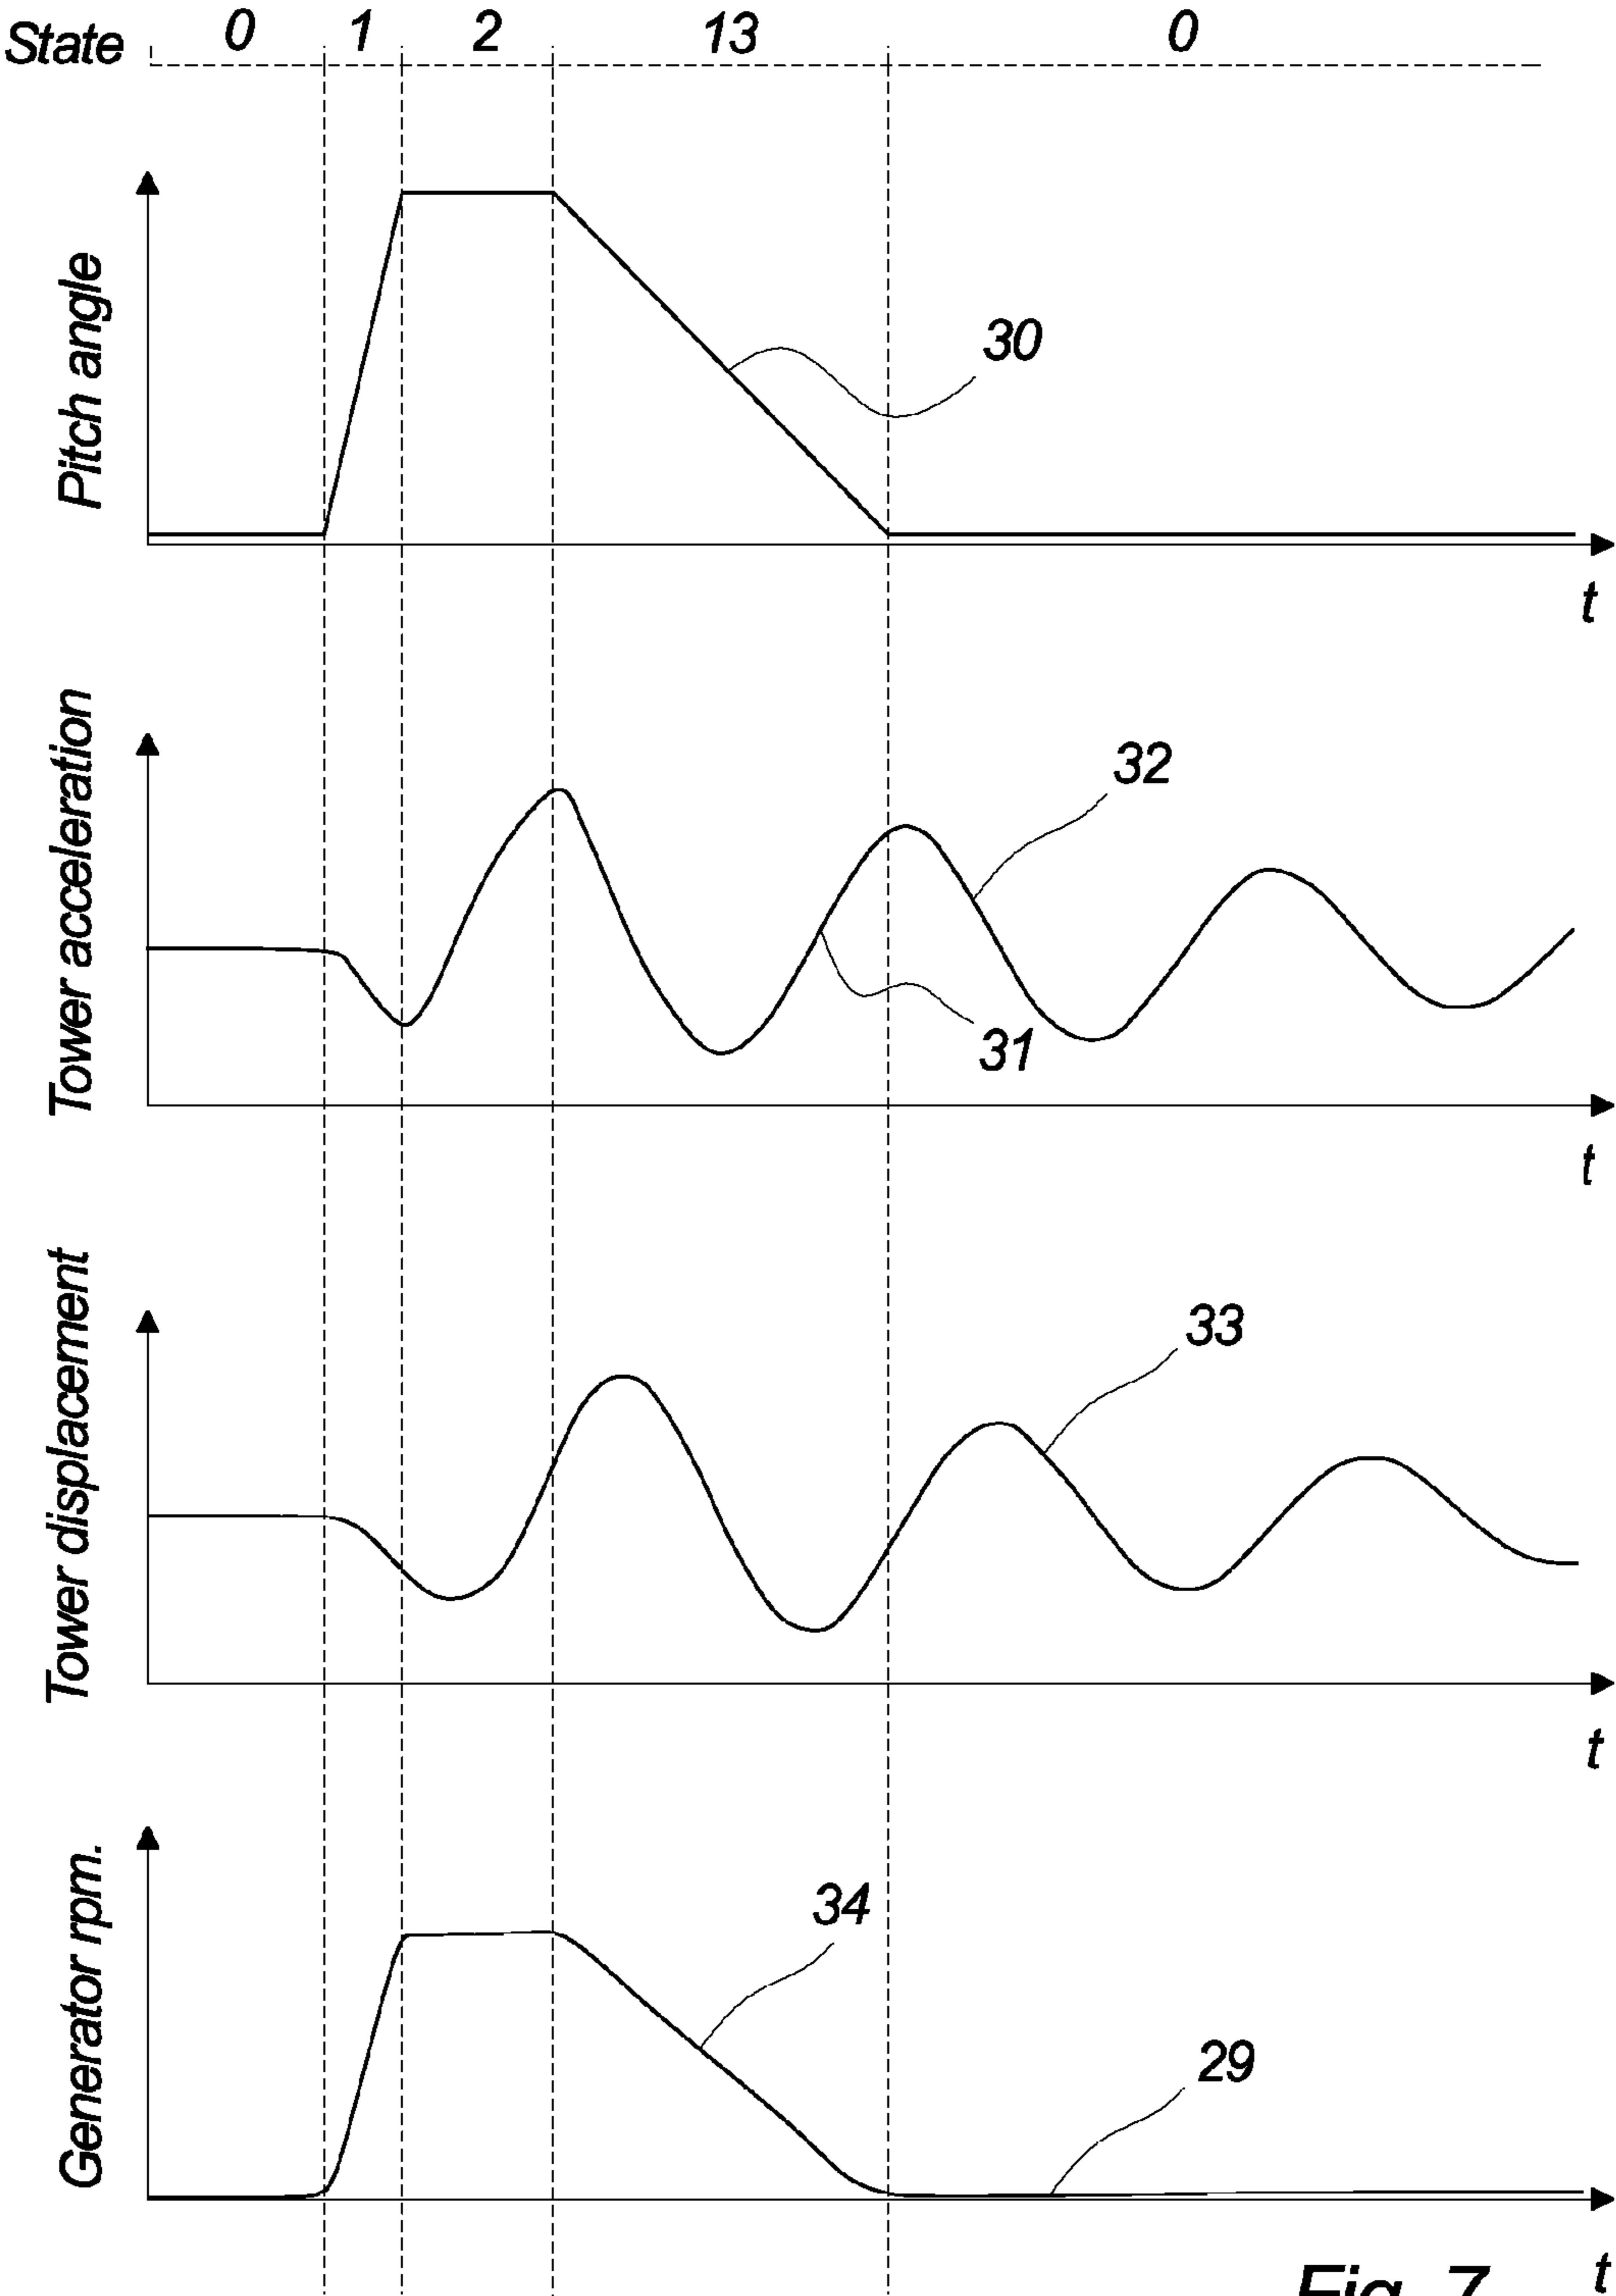 State 0 1 2 13 0
Pitch angle
30
t
Tower acceleration
32
31
t
Tower displacement
33
t
Generator rpm.
34
29
t
Fig. 7